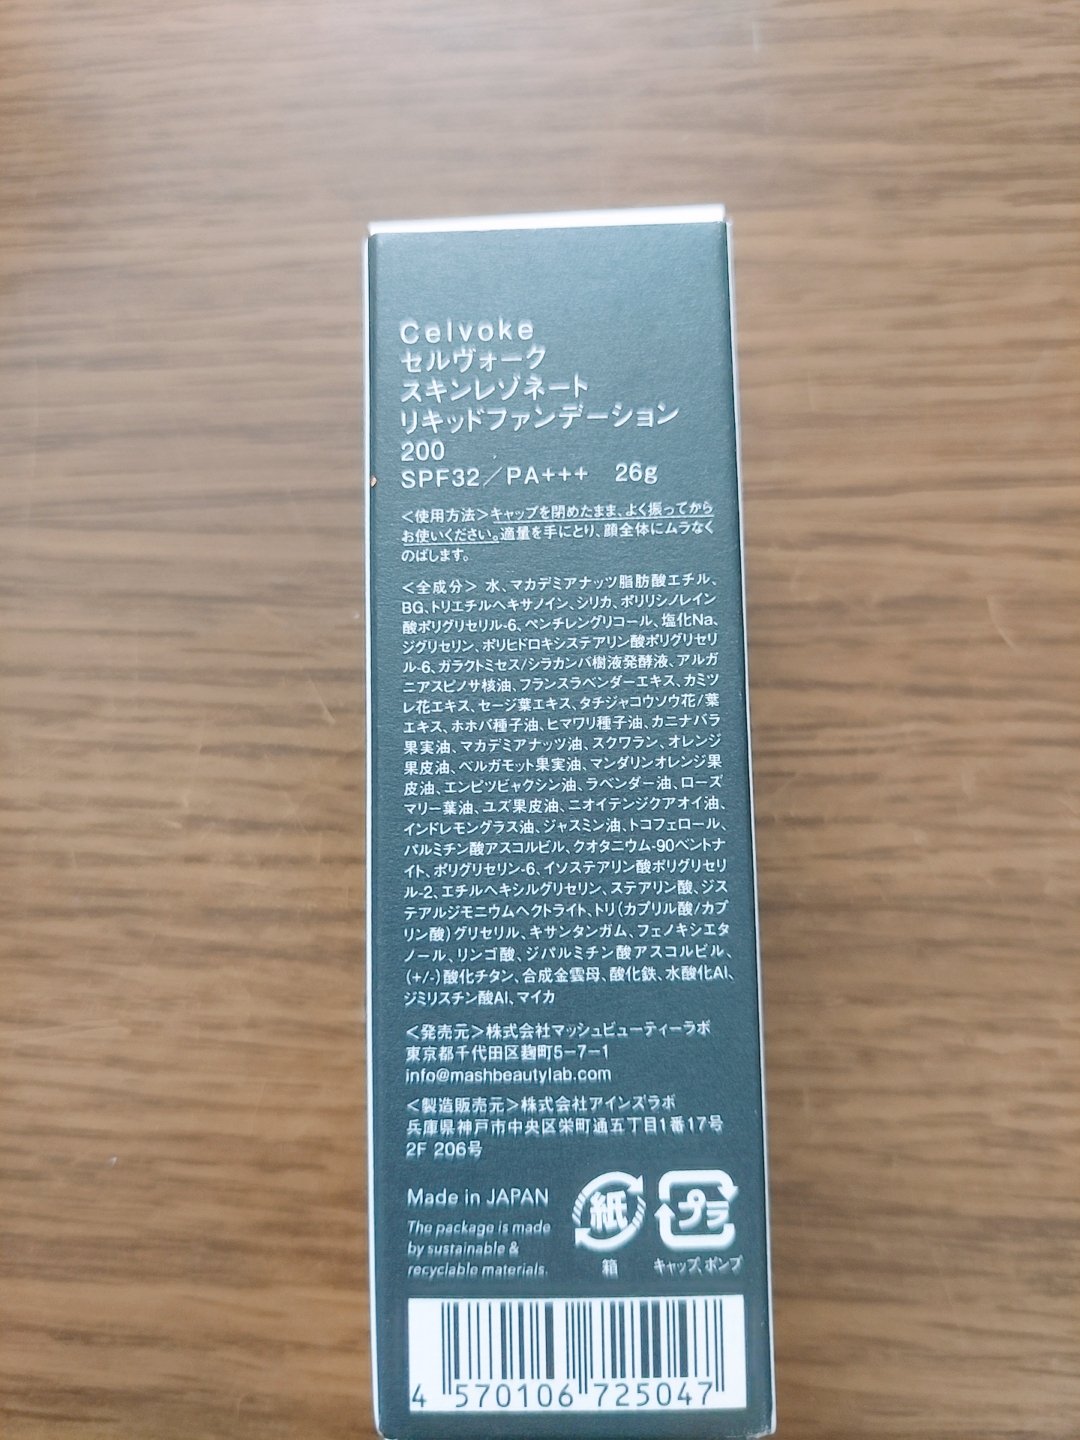 Celvoke
セルヴォーク
スキンレゾネート
リキッドファンデーション
200
SPF32／PA+++ 26g
＜使用方法＞キャップを閉めたまま、よく振ってから
お使いください。適量を手にとり、顔全体にムラなく
のばします。
＜全成分＞ 水、マカデミアナッツ脂肪酸エチル、
BG、トリエチルヘキサノイン、シリカ、ポリリシノレイン
酸ポリグリセリル-6、ペンチレングリコール、塩化Na、
ジグリセリン、ポリヒドロキシステアリン酸ポリグリセリ
ル-6、ガラクトミセス/シラカンバ樹液発酵液、アルガ
ニアスピノサ核油、フランスラベンダーエキス、カミツ
レ花エキス、セージ葉エキス、タチジャコウソウ花/葉
エキス、ホホバ種子油、ヒマワリ種子油、カニナバラ
果実油、マカデミアナッツ油、スクワラン、オレンジ
果皮油、ベルガモット果実油、マンダリンオレンジ果
皮油、エンピツビャクシン油、ラベンダー油、ローズ
マリー葉油、ユズ果皮油、ニオイテンジクアオイ油、
インドレモングラス油、ジャスミン油、トコフェロール、
パルミチン酸アスコルビル、クオタニウム-90ベントナ
イト、ポリグリセリン-6、イソステアリン酸ポリグリセリ
ル-2、エチルヘキシルグリセリン、ステアリン酸、ジス
テアルジモニウムヘクトライト、トリ(カプリル酸/カプ
リン酸)グリセリル、キサンタンガム、フェノキシエタ
ノール、リンゴ酸、ジパルミチン酸アスコルビル、
(+/-)酸化チタン、合成金雲母、酸化鉄、水酸化Al、
ジミリスチン酸Al、マイカ
＜発売元＞株式会社マッシュビューティーラボ
東京都千代田区麹町5−7−1
info@mashbeautylab.com
＜製造販売元＞株式会社アインズラボ
兵庫県神戸市中央区栄町通五丁目1番17号
2F 206号
Made in JAPAN
The package is made
by sustainable &
recyclable materials.
紙
箱
プラ
キャップ、ポンプ
4 570106 725047